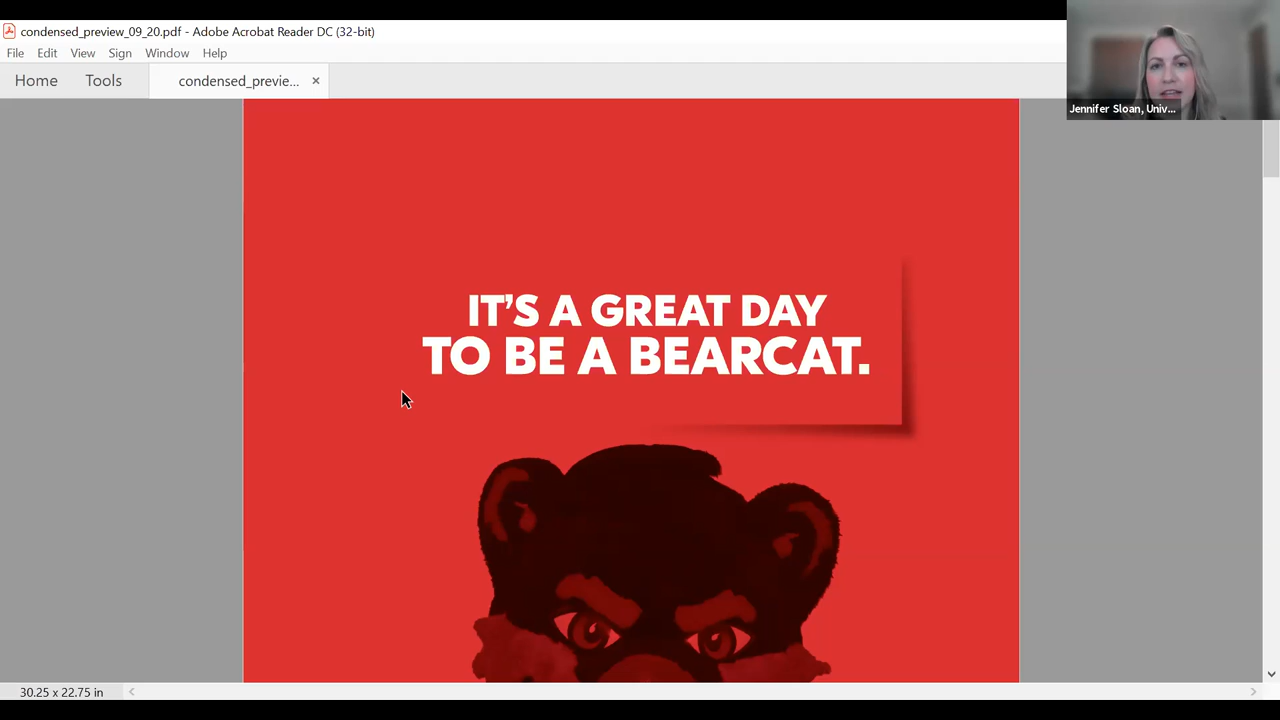 condensed_preview_09_20.pdf - Adobe Acrobat Reader DC (32-bit)
File Edit View Sign Window Help
Home Tools condensed_previe... ×
Jennifer Sloan, Univ...
IT'S A GREAT DAY
TO BE A BEARCAT.
30.25 x 22.75 in